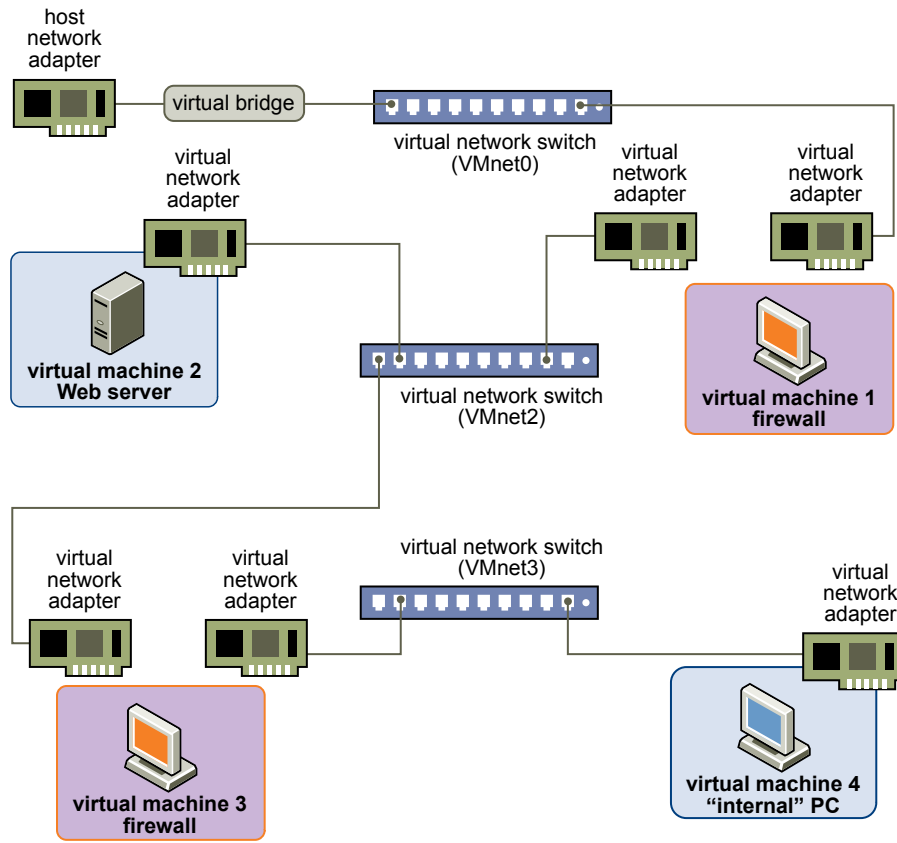 host
network
adapter
virtual bridge
virtual network switch
(VMnet0)
virtual
network
adapter
virtual
network
adapter
virtual
network
adapter
virtual machine 2
Web server
virtual network switch
(VMnet2)
virtual machine 1
firewall
virtual
network
adapter
virtual
network
adapter
virtual network switch
(VMnet3)
virtual
network
adapter
virtual machine 3
firewall
virtual machine 4
“internal” PC